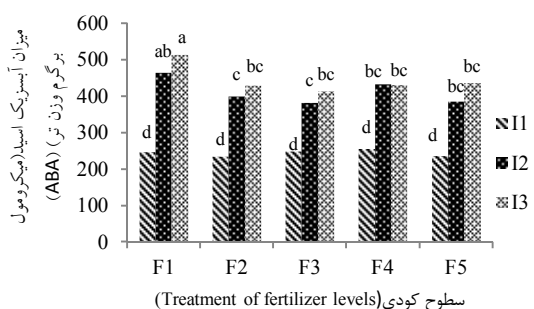 میزان آبسزیک اسید(میکرومول
برگرم وزن تر) (ABA)
600
500
400
300
200
100
0
d ab a
d c bc
d c bc
d bc bc
d bc bc
I1
I2
I3
F1 F2 F3 F4 F5
سطوح کودی(Treatment of fertilizer levels)